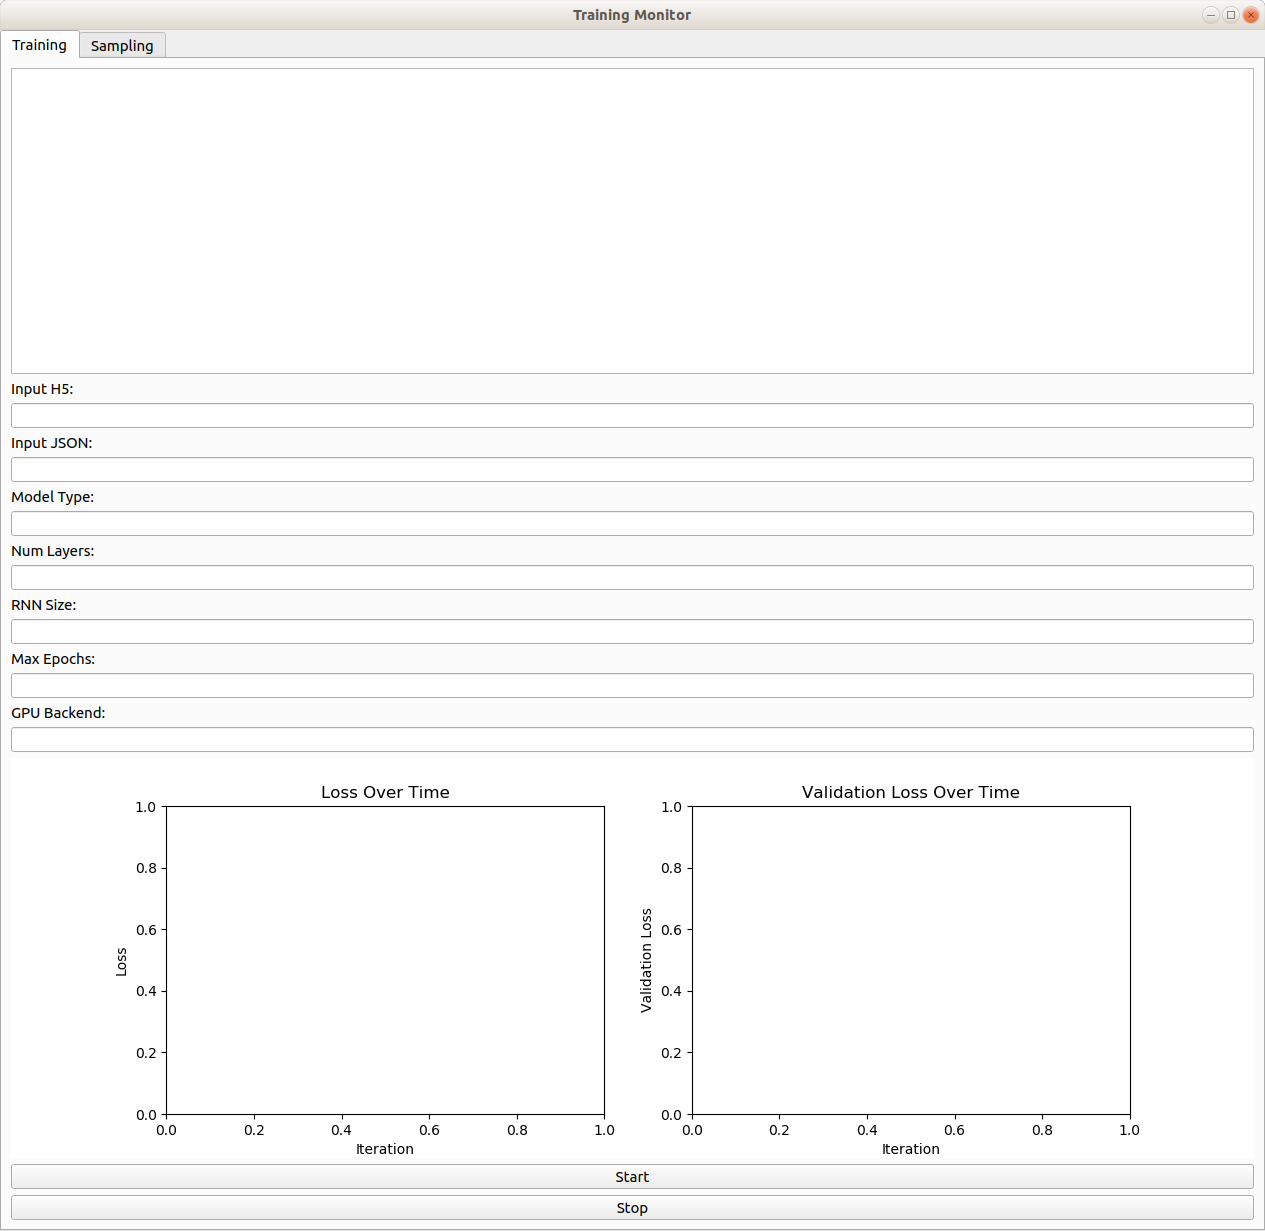 Training Monitor
Training
Sampling
Input H5:
Input JSON:
Model Type:
Num Layers:
RNN Size:
Max Epochs:
GPU Backend:
Loss Over Time
1.0
0.8
0.6
0.4
0.2
0.0
Loss
0.0 0.2 0.4 0.6 0.8 1.0
Iteration
Validation Loss Over Time
1.0
0.8
0.6
0.4
0.2
0.0
Validation Loss
0.0 0.2 0.4 0.6 0.8 1.0
Iteration
Start
Stop